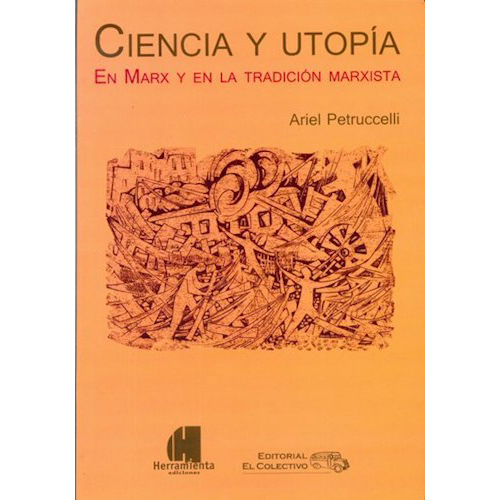 CIENCIA Y UTOPÍA
EN MARX Y EN LA TRADICIÓN MARXISTA
Ariel Petruccelli
Herramienta
ediciones
EDITORIAL
EL COLECTIVO